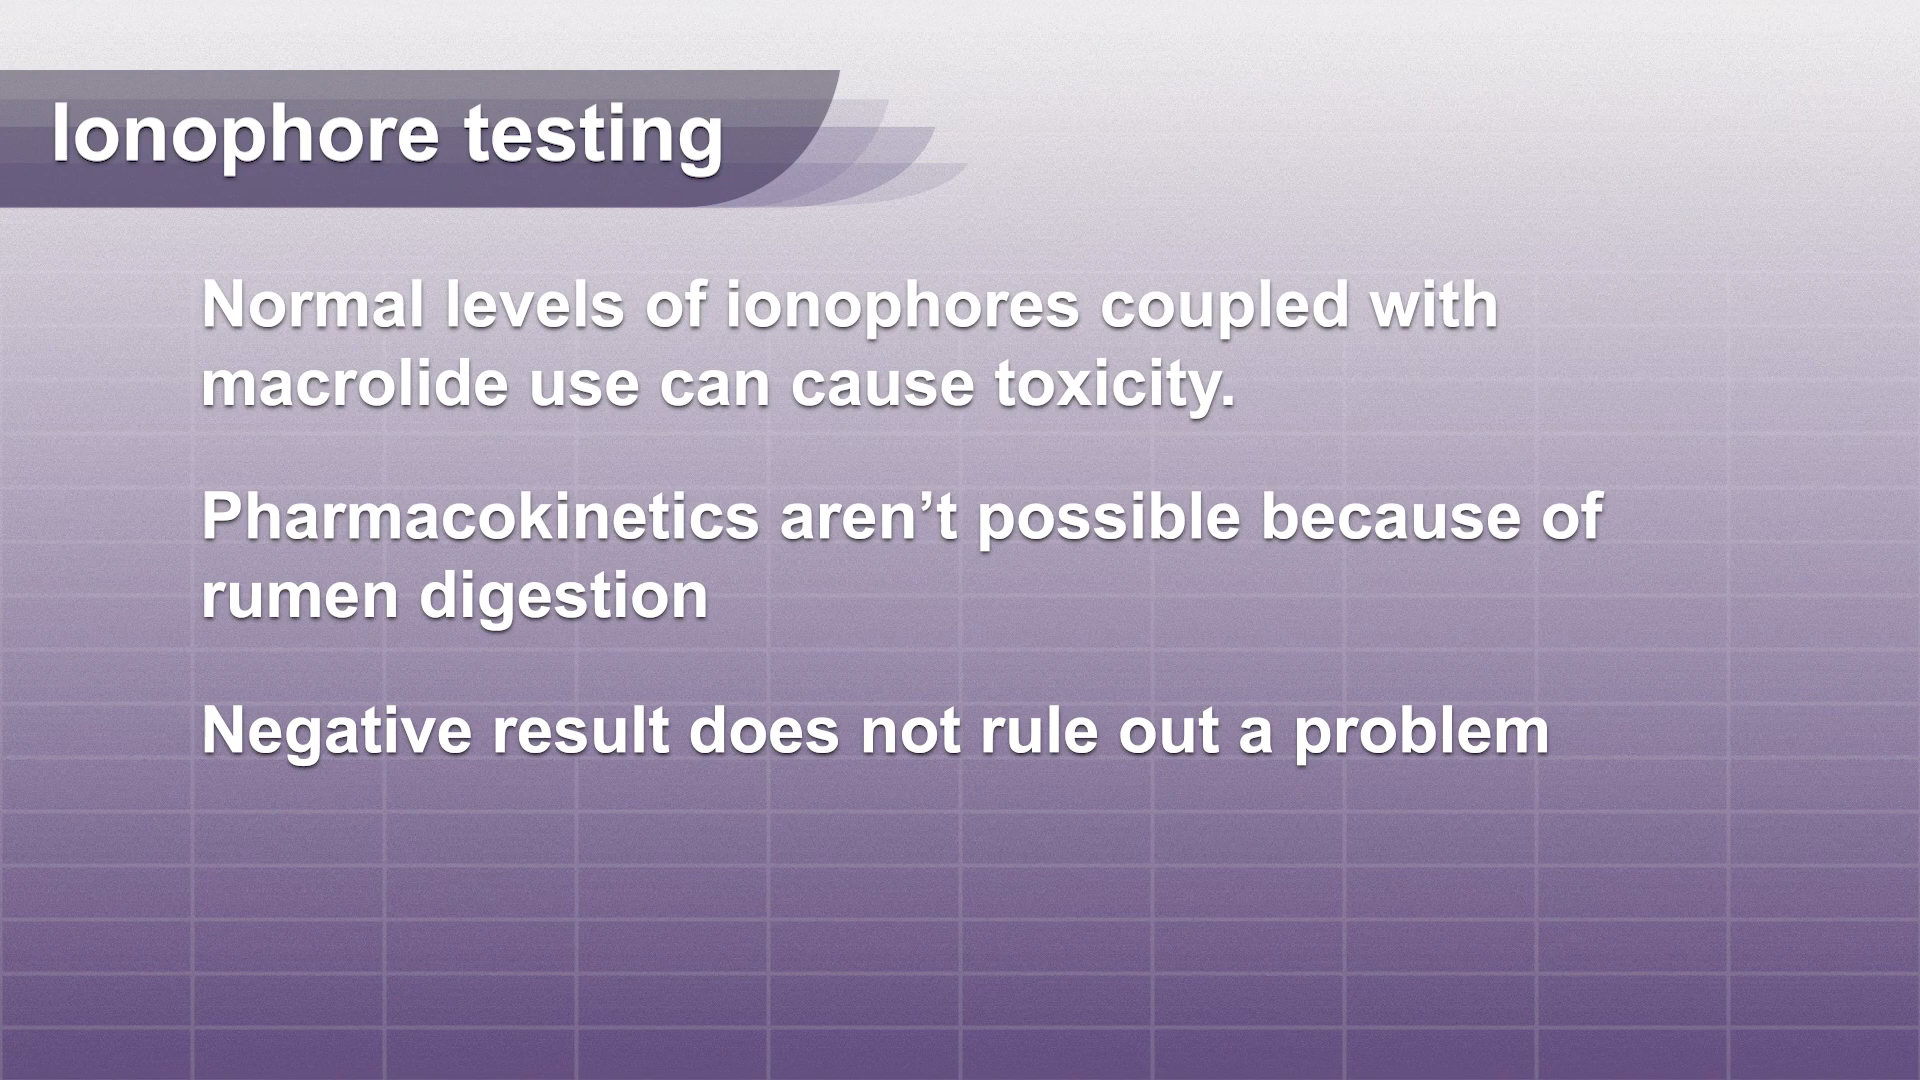 Ionophore testing
Normal levels of ionophores coupled with
macrolide use can cause toxicity.
Pharmacokinetics aren’t possible because of
rumen digestion
Negative result does not rule out a problem